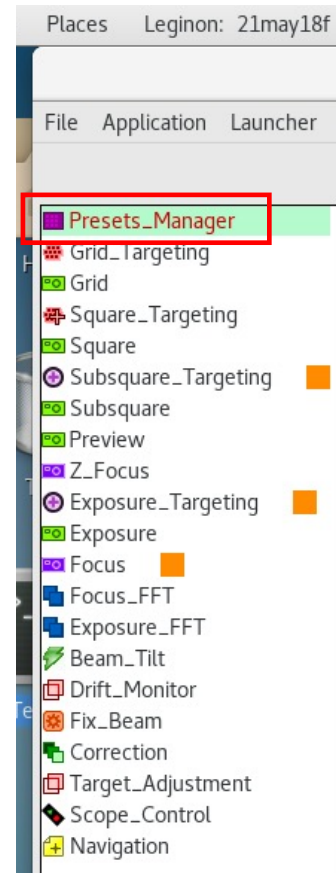 Places Leginon: 21may18f
File Application Launcher
Presets_Manager
Grid_Targeting
Grid
Square_Targeting
Square
Subsquare_Targeting
Subsquare
Preview
Z_Focus
Exposure_Targeting
Exposure
Focus
Focus_FFT
Exposure_FFT
Beam_Tilt
Drift_Monitor
Fix_Beam
Correction
Target_Adjustment
Scope_Control
Navigation